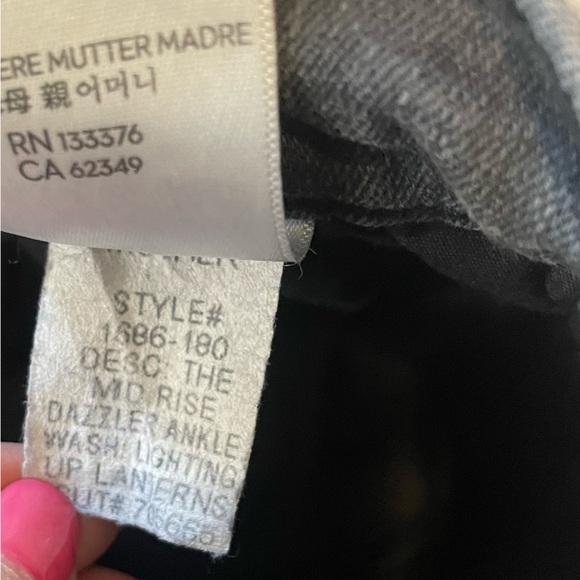 ERE MUTTER MADRE
母 親 어머니
RN 133376
CA 62349
STYLE#
1686-180
DESC: THE
MID RISE
DAZZLER ANKLE
WASH: LIGHTING
UP LANTERNS
CUT#